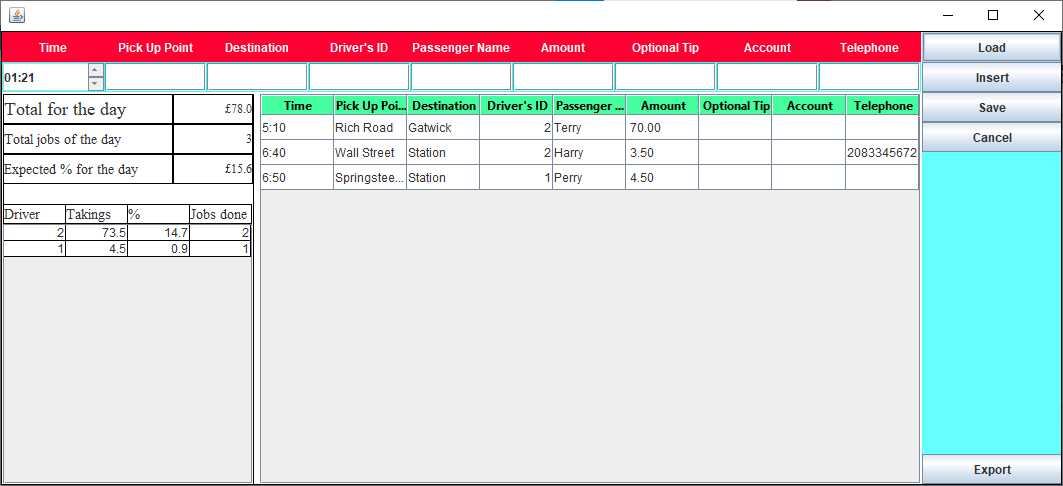 Time Pick Up Point Destination Driver's ID Passenger Name Amount Optional Tip Account Telephone Load
01:21 Insert
Save
Cancel
Total for the day £78.0
Total jobs of the day 3
Expected % for the day £15.6
Driver Takings % Jobs done
2 73.5 14.7 2
1 4.5 0.9 1
Time Pick Up Poi... Destination Driver's ID Passenger ... Amount Optional Tip Account Telephone
5:10 Rich Road Gatwick 2 Terry 70.00
6:40 Wall Street Station 2 Harry 3.50 2083345672
6:50 Springstee... Station 1 Perry 4.50
Export